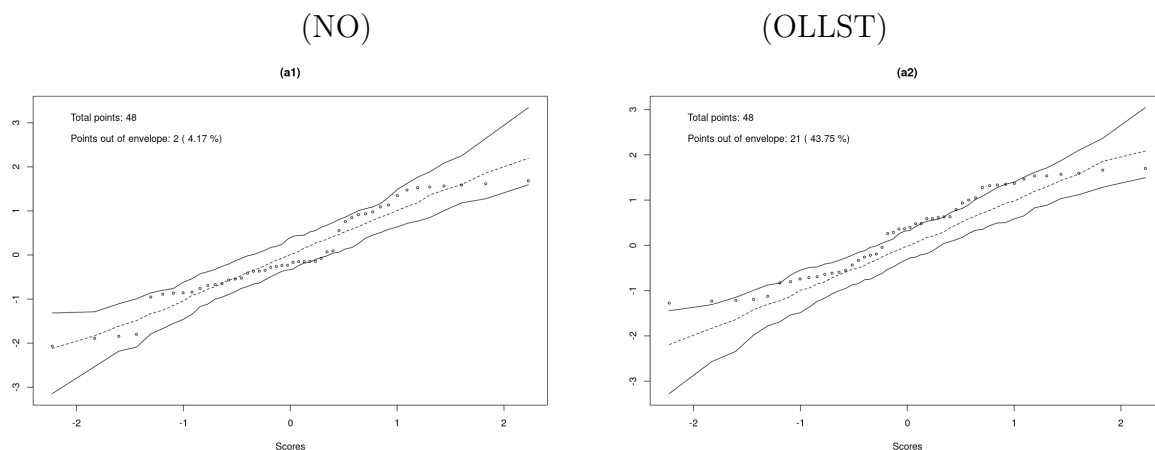 (NO)
(OLLST)
(a1)
(a2)
Total points: 48
Points out of envelope: 2 ( 4.17 %)
Total points: 48
Points out of envelope: 21 ( 43.75 %)
3
2
1
0
-1
-2
-3
3
2
1
0
-1
-2
-3
-2 -1 0 1 2
-2 -1 0 1 2
Scores
Scores